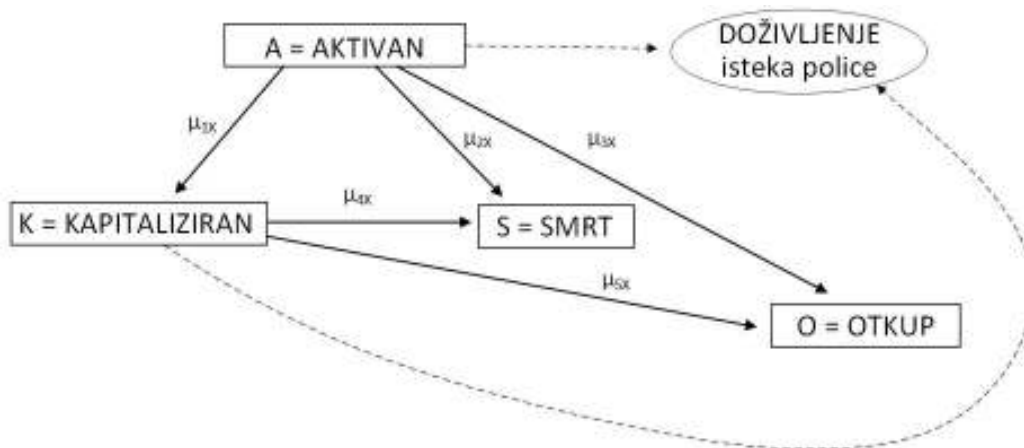 A = AKTIVAN
DOŽIVLJENJE
isteka police
μ1x
μ2x
μ3x
K = KAPITALIZIRAN
μ4x
S = SMRT
μ5x
O = OTKUP